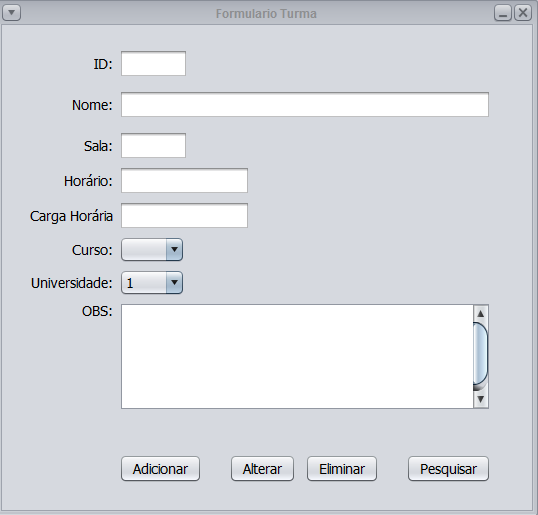 Formulario Turma
ID:
Nome:
Sala:
Horário:
Carga Horária
Curso:
Universidade: 1
OBS:
Adicionar Alterar Eliminar Pesquisar